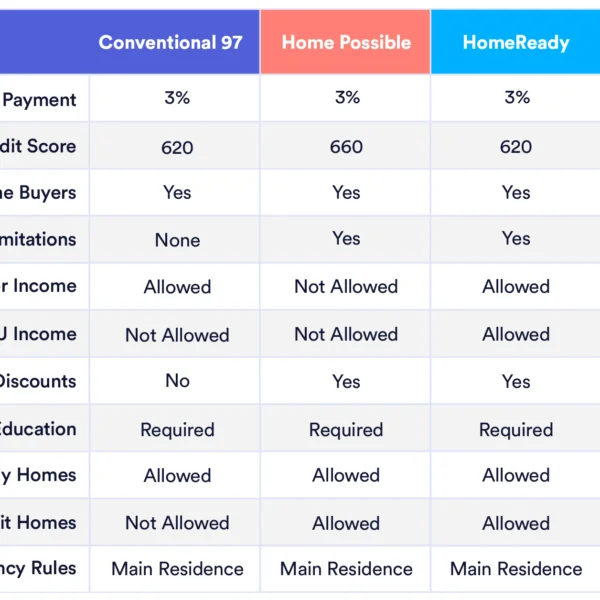 Conventional 97 Home Possible HomeReady
Payment 3% 3% 3%
dit Score 620 660 620
e Buyers Yes Yes Yes
mitations None Yes Yes
r Income Allowed Not Allowed Allowed
U Income Not Allowed Not Allowed Allowed
Discounts No Yes Yes
Education Required Required Required
y Homes Allowed Allowed Allowed
it Homes Not Allowed Allowed Allowed
ncy Rules Main Residence Main Residence Main Residence